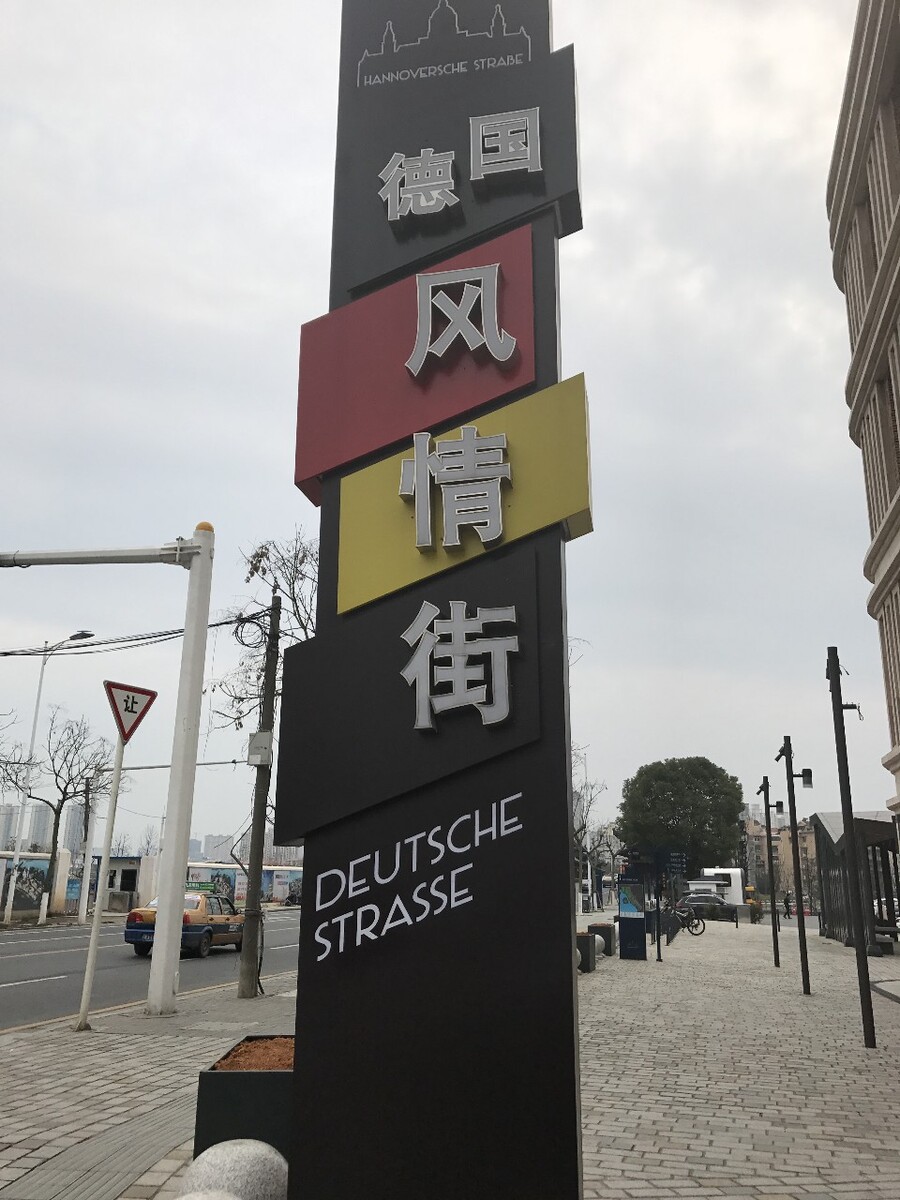 HANNOVERSCHE STRAßE
德国
风
情
街
DEUTSCHE
STRASSE
让